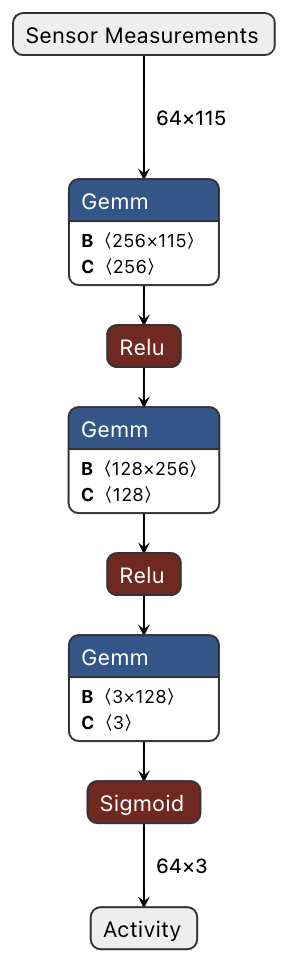 Sensor Measurements
64×115
Gemm
B ⟨256×115⟩
C ⟨256⟩
Relu
Gemm
B ⟨128×256⟩
C ⟨128⟩
Relu
Gemm
B ⟨3×128⟩
C ⟨3⟩
Sigmoid
64×3
Activity